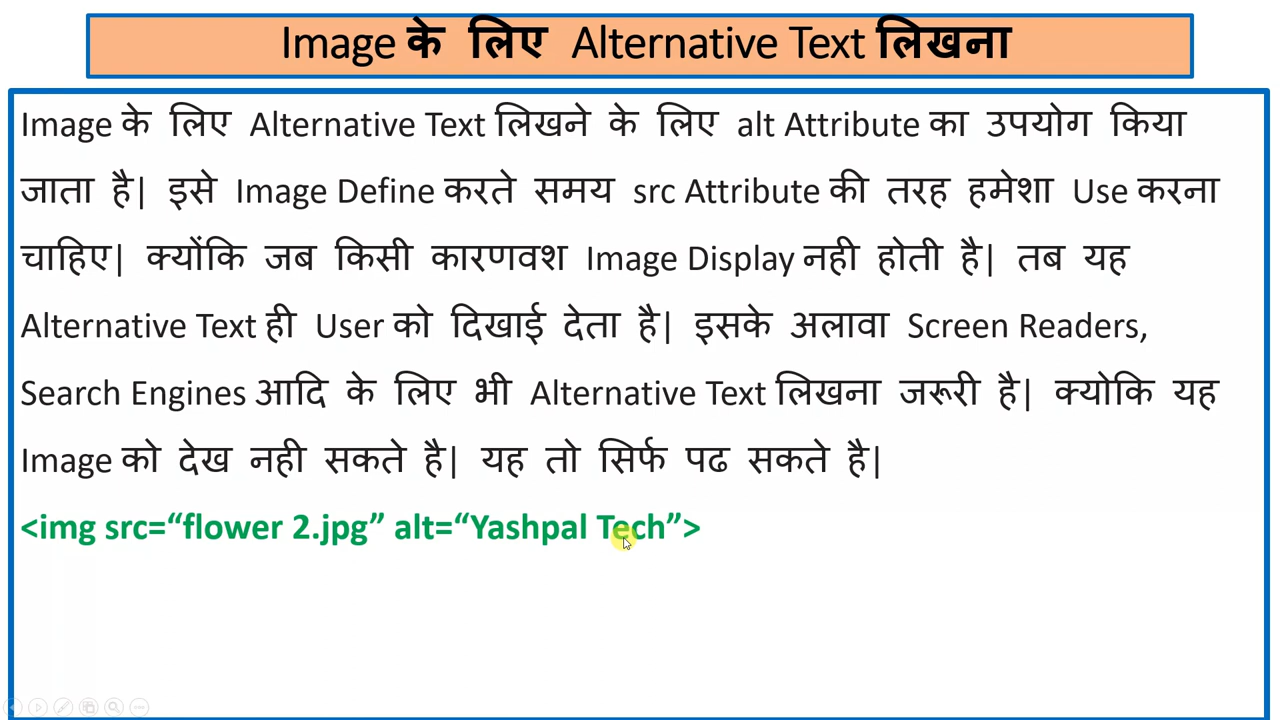 Image के लिए Alternative Text लिखना
Image के लिए Alternative Text लिखने के लिए alt Attribute का उपयोग किया
जाता है| इसे Image Define करते समय src Attribute की तरह हमेशा Use करना
चाहिए| क्योंकि जब किसी कारणवश Image Display नही होती है| तब यह
Alternative Text ही User को दिखाई देता है| इसके अलावा Screen Readers,
Search Engines आदि के लिए भी Alternative Text लिखना जरूरी है| क्योकि यह
Image को देख नही सकते है| यह तो सिर्फ पढ सकते है|
<img src=“flower 2.jpg” alt=“Yashpal Tech”>